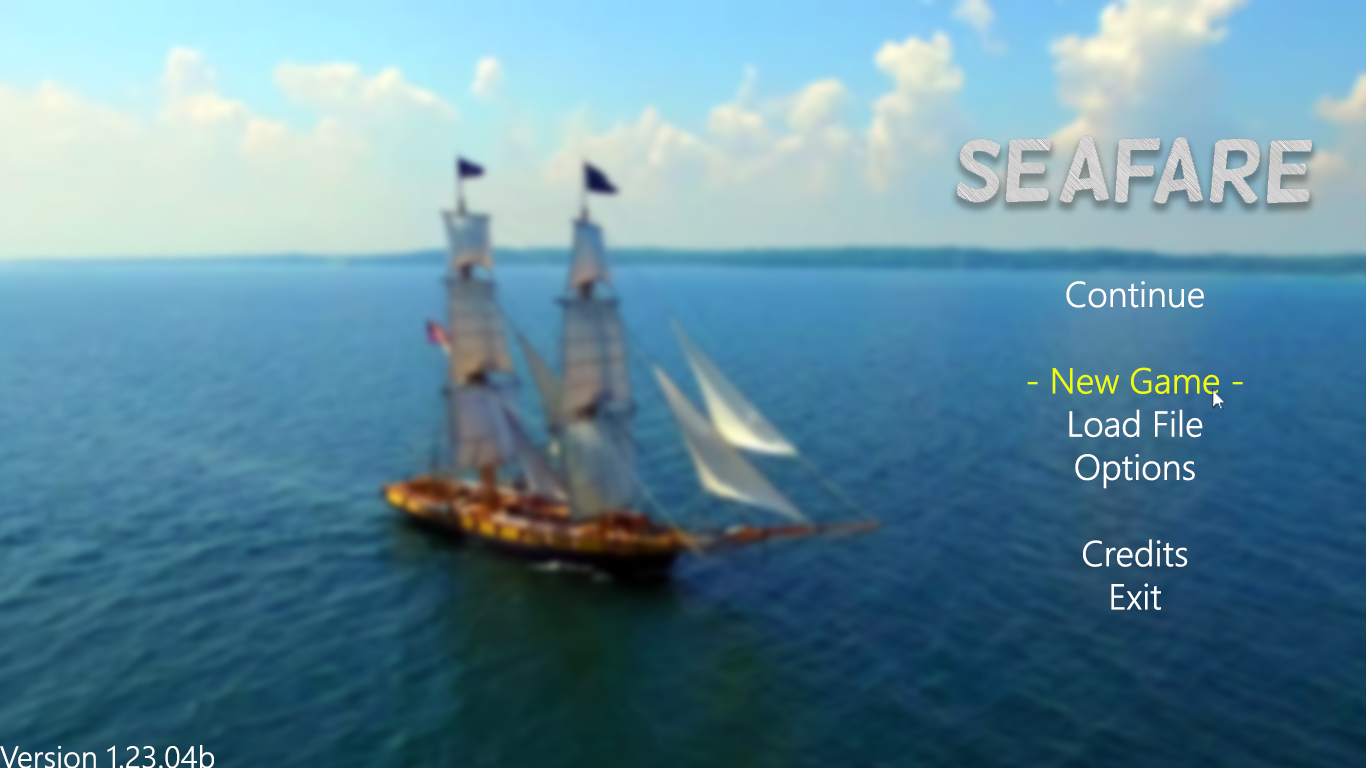 SEAFARE
Continue
- New Game -
Load File
Options
Credits
Exit
Version 1.23.04b